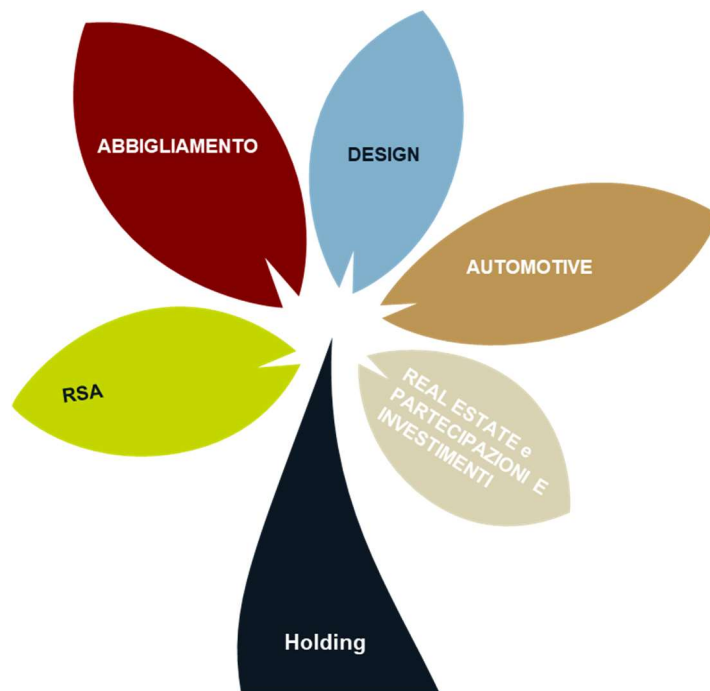 ABBIGLIAMENTO
DESIGN
AUTOMOTIVE
RSA
REAL ESTATE e
PARTECIPAZIONI E
INVESTIMENTI
Holding